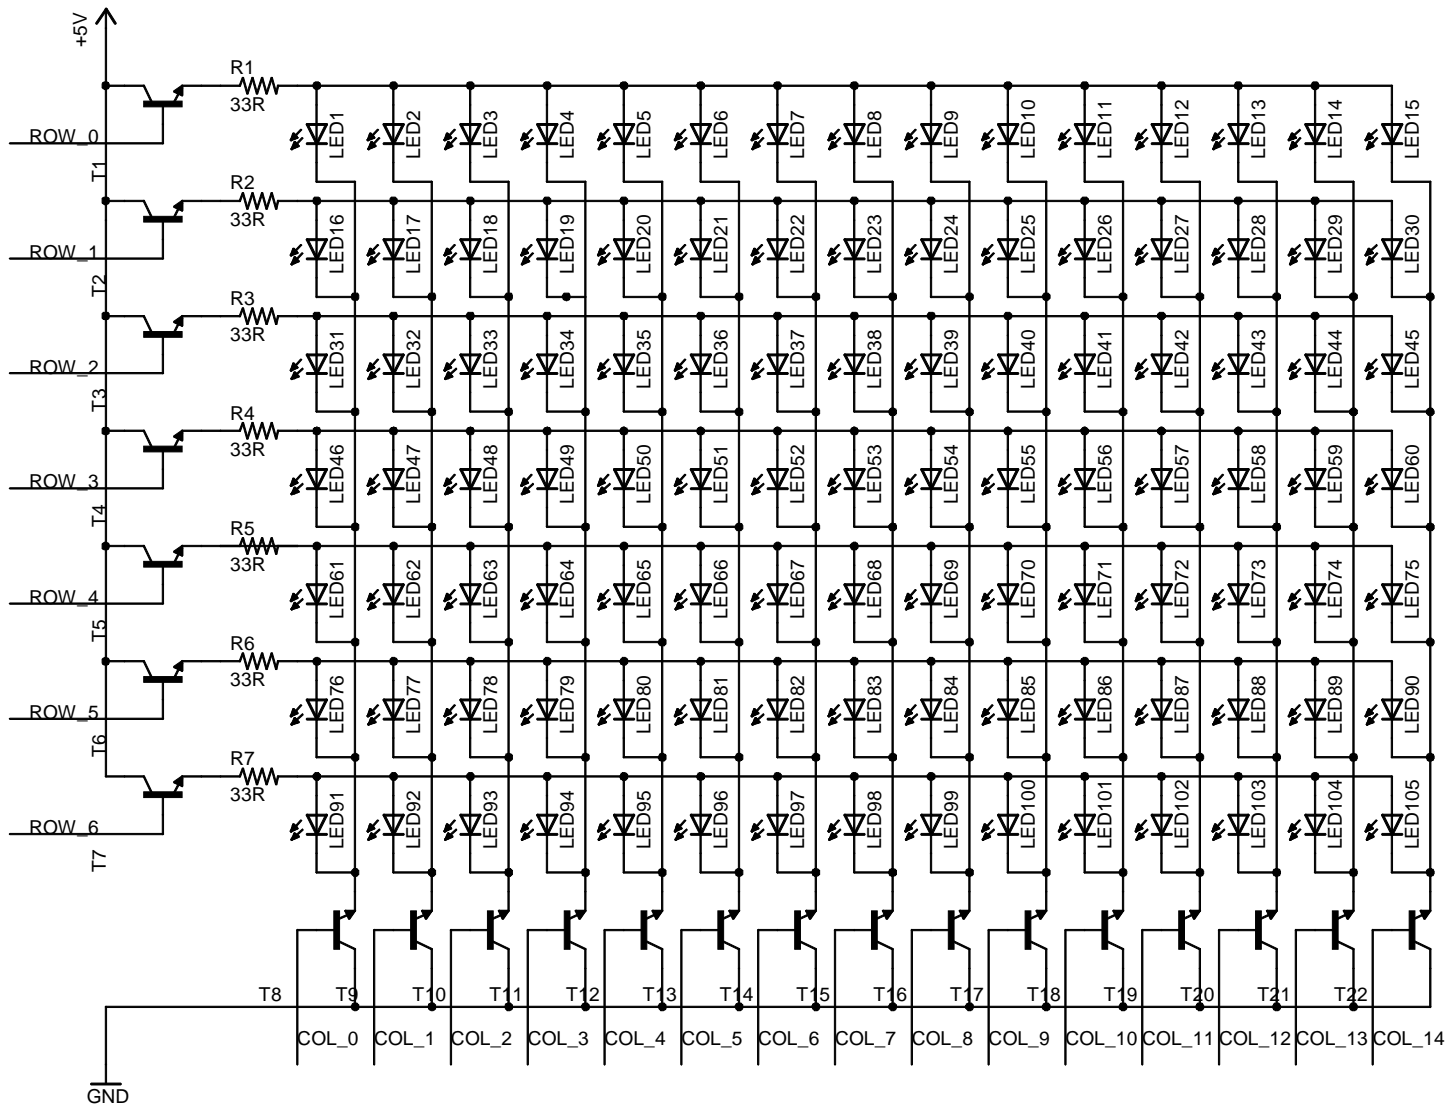 +5V
R1
33R
ROW_0
T1
LED1 LED2 LED3 LED4 LED5 LED6 LED7 LED8 LED9 LED10 LED11 LED12 LED13 LED14 LED15
R2
33R
ROW_1
T2
LED16 LED17 LED18 LED19 LED20 LED21 LED22 LED23 LED24 LED25 LED26 LED27 LED28 LED29 LED30
R3
33R
ROW_2
T3
LED31 LED32 LED33 LED34 LED35 LED36 LED37 LED38 LED39 LED40 LED41 LED42 LED43 LED44 LED45
R4
33R
ROW_3
T4
LED46 LED47 LED48 LED49 LED50 LED51 LED52 LED53 LED54 LED55 LED56 LED57 LED58 LED59 LED60
R5
33R
ROW_4
T5
LED61 LED62 LED63 LED64 LED65 LED66 LED67 LED68 LED69 LED70 LED71 LED72 LED73 LED74 LED75
R6
33R
ROW_5
T6
LED76 LED77 LED78 LED79 LED80 LED81 LED82 LED83 LED84 LED85 LED86 LED87 LED88 LED89 LED90
R7
33R
ROW_6
T7
LED91 LED92 LED93 LED94 LED95 LED96 LED97 LED98 LED99 LED100 LED101 LED102 LED103 LED104 LED105
T8 T9 T10 T11 T12 T13 T14 T15 T16 T17 T18 T19 T20 T21 T22
COL_0 COL_1 COL_2 COL_3 COL_4 COL_5 COL_6 COL_7 COL_8 COL_9 COL_10 COL_11 COL_12 COL_13 COL_14
GND